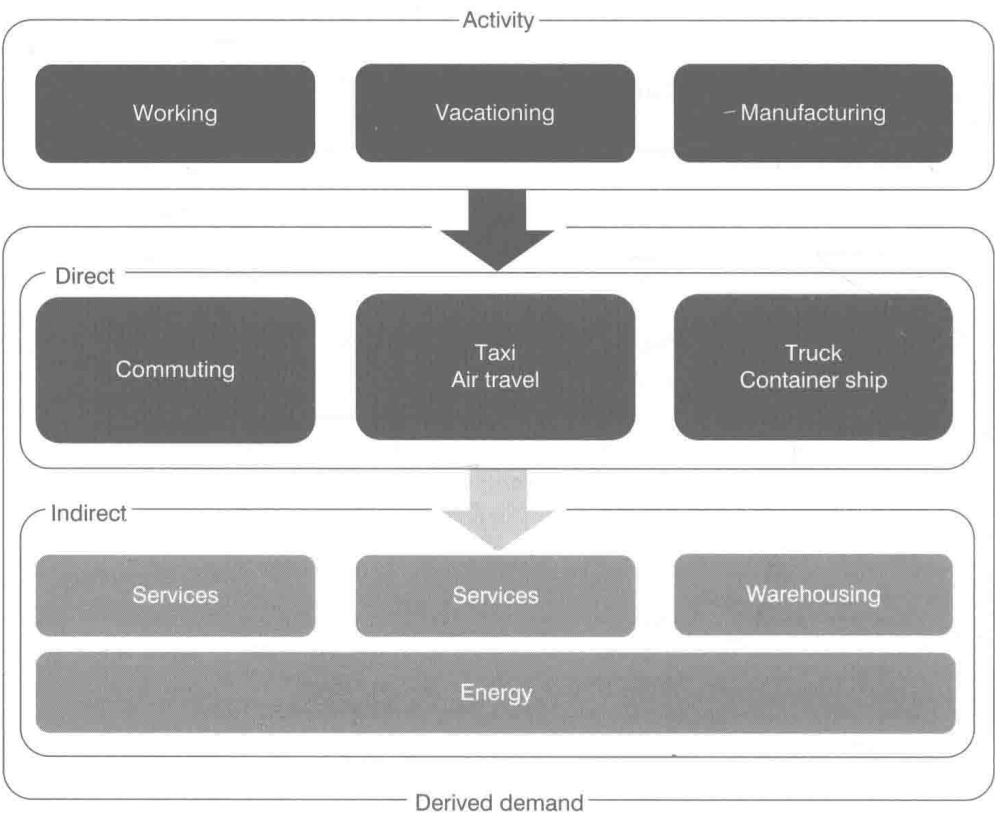 Activity
Working
Vacationing
Manufacturing
Direct
Commuting
Taxi
Air travel
Truck
Container ship
Indirect
Services
Services
Warehousing
Energy
Derived demand